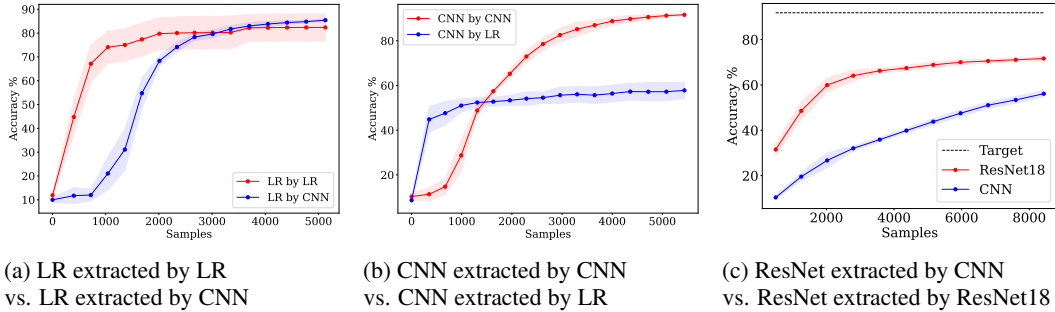 90
80
70
60
50
40
30
20
10
Accuracy %
0
1000
2000
3000
4000
5000
Samples
LR by LR
LR by CNN
80
60
40
20
Accuracy %
0
1000
2000
3000
4000
5000
Samples
CNN by CNN
CNN by LR
80
60
40
20
Accuracy %
2000
4000
6000
8000
Samples
Target
ResNet18
CNN
(a) LR extracted by LR
vs. LR extracted by CNN
(b) CNN extracted by CNN
vs. CNN extracted by LR
(c) ResNet extracted by CNN
vs. ResNet extracted by ResNet18